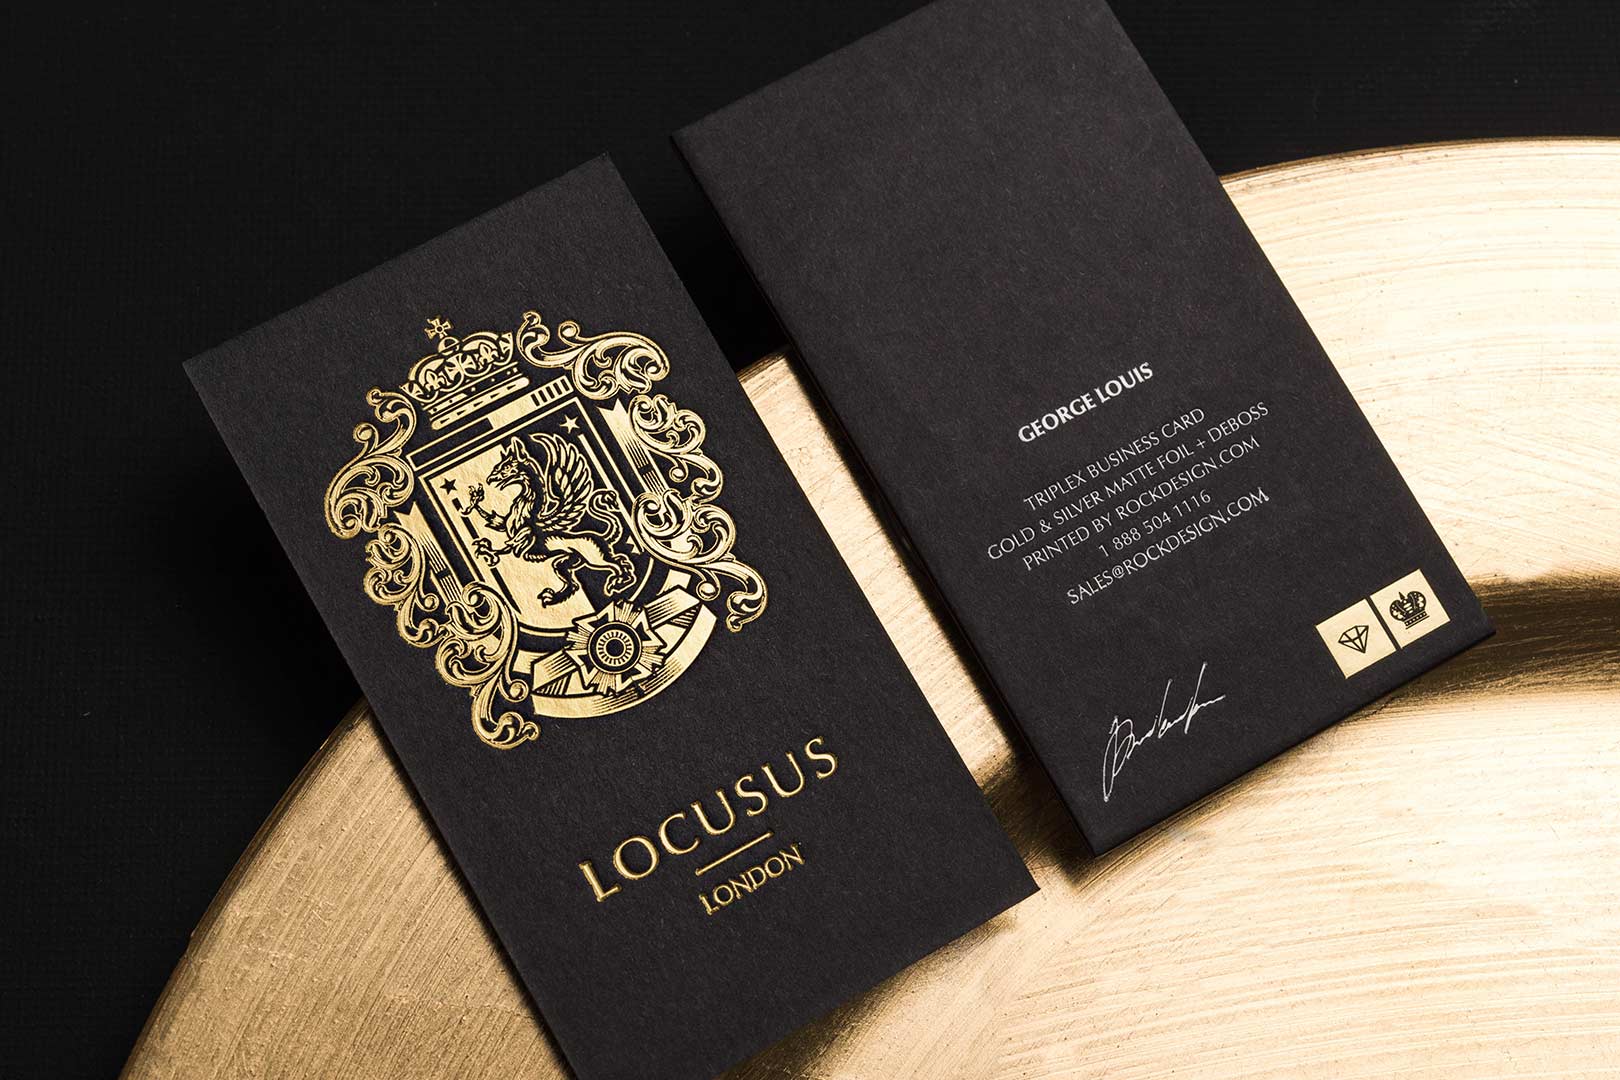 LOCUSUS
LONDON
GEORGE LOUIS
TRIPLEX BUSINESS CARD
GOLD & SILVER MATTE FOIL + DEBOSS
PRINTED BY ROCKDESIGN.COM
1 888 504 1116
SALES@ROCKDESIGN.COM